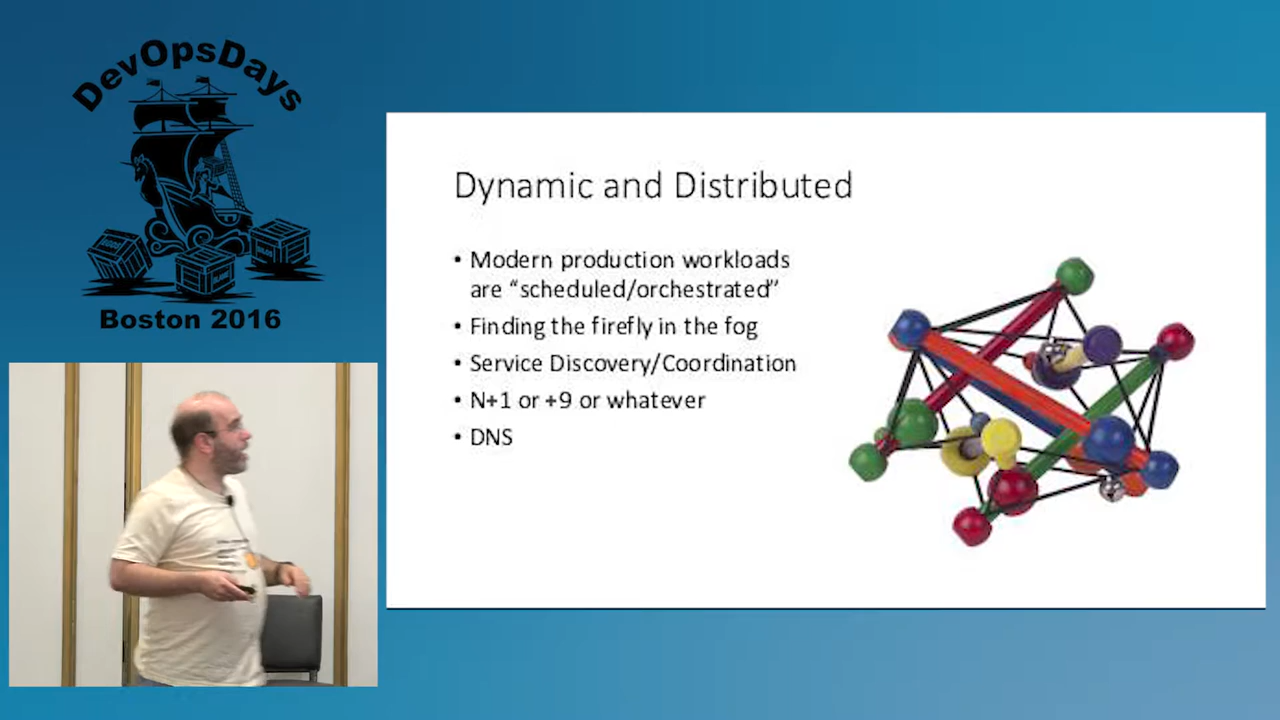 DevOpsDays
Boston 2016
Dynamic and Distributed
• Modern production workloads
are “scheduled/orchestrated”
• Finding the firefly in the fog
• Service Discovery/Coordination
• N+1 or +9 or whatever
• DNS